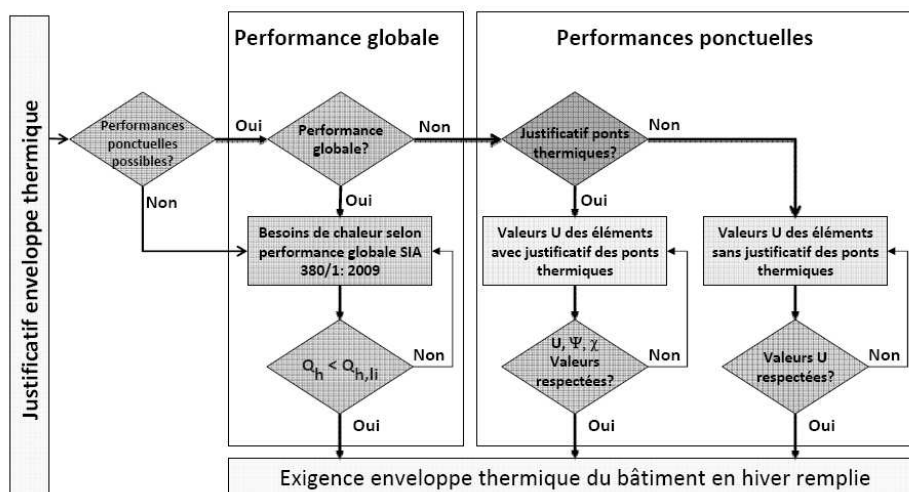 Justificatif enveloppe thermique
Performance globale
Performances ponctuelles
Performances
ponctuelles
possibles?
Oui
Non
Performance
globale?
Non
Oui
Justificatif ponts
thermiques?
Non
Oui
Besoins de chaleur selon
performance globale SIA
380/1: 2009
Valeurs U des éléments
avec justificatif des ponts
thermiques
Valeurs U des éléments
sans justificatif des ponts
thermiques
Qh < Qh,li
Non
Oui
U, Ψ, χ
Valeurs
respectées?
Non
Oui
Valeurs U
respectées?
Non
Oui
Exigence enveloppe thermique du bâtiment en hiver remplie